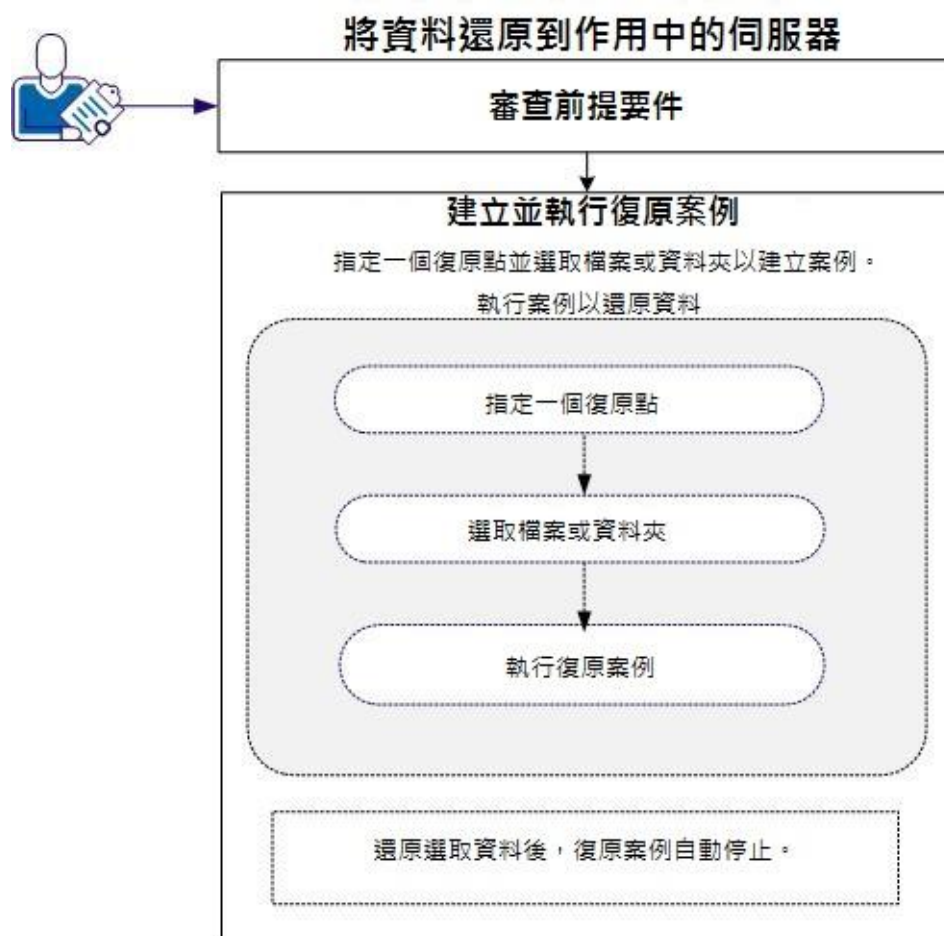 將資料還原到作用中的伺服器
審查前提要件
建立並執行復原案例
指定一個復原點並選取檔案或資料夾以建立案例。
執行案例以還原資料
指定一個復原點
選取檔案或資料夾
執行復原案例
還原選取資料後，復原案例自動停止。